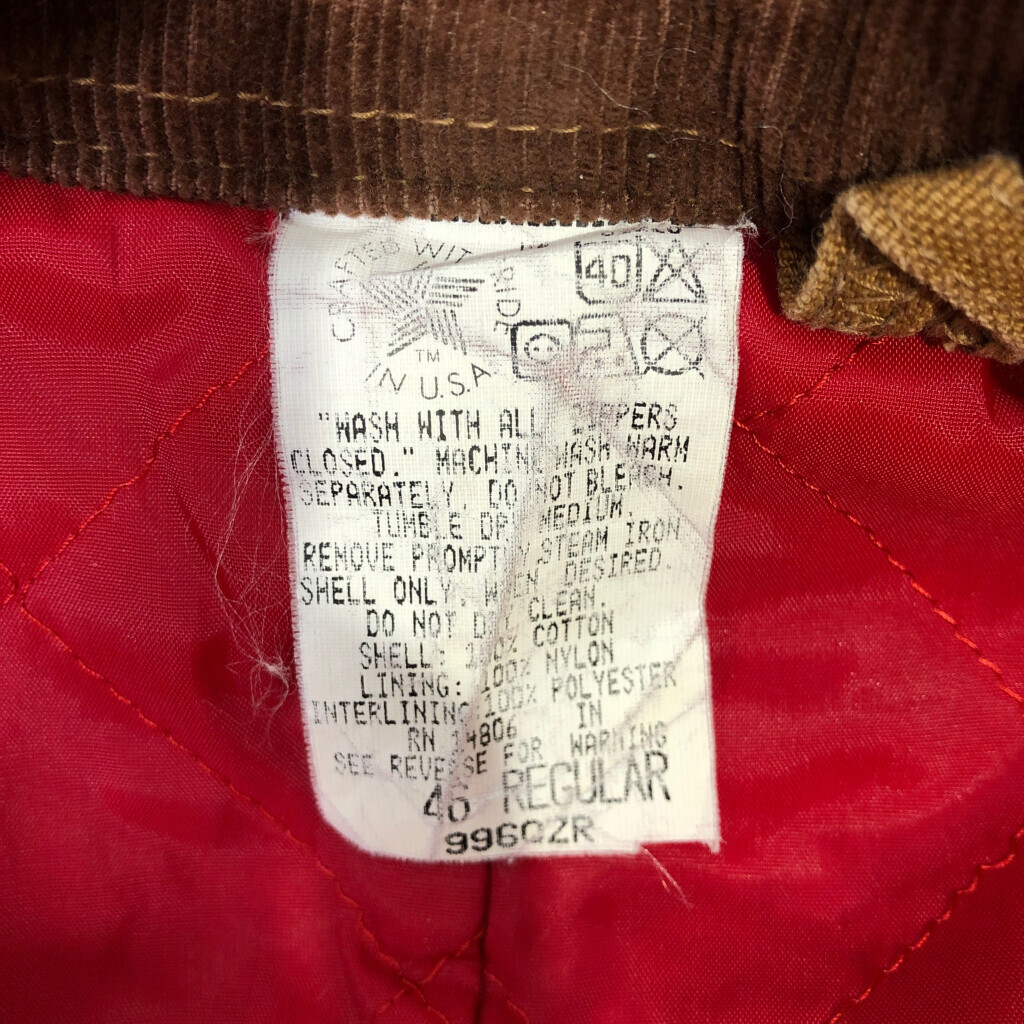 CRAFTED WITH PRIDE
TM
IN U.S.A.
40
"WASH WITH ALL ZIPPERS
CLOSED." MACHINE WASH WARM
SEPARATELY. DO NOT BLEACH.
TUMBLE DRY MEDIUM.
REMOVE PROMPTLY STEAM IRON
SHELL ONLY. WHEN DESIRED.
DO NOT DRY CLEAN.
SHELL: 100% COTTON
LINING: 100% NYLON
INTERLINING 100% POLYESTER
RN 14806 IN
SEE REVERSE FOR WARNING
46 REGULAR
996OZR